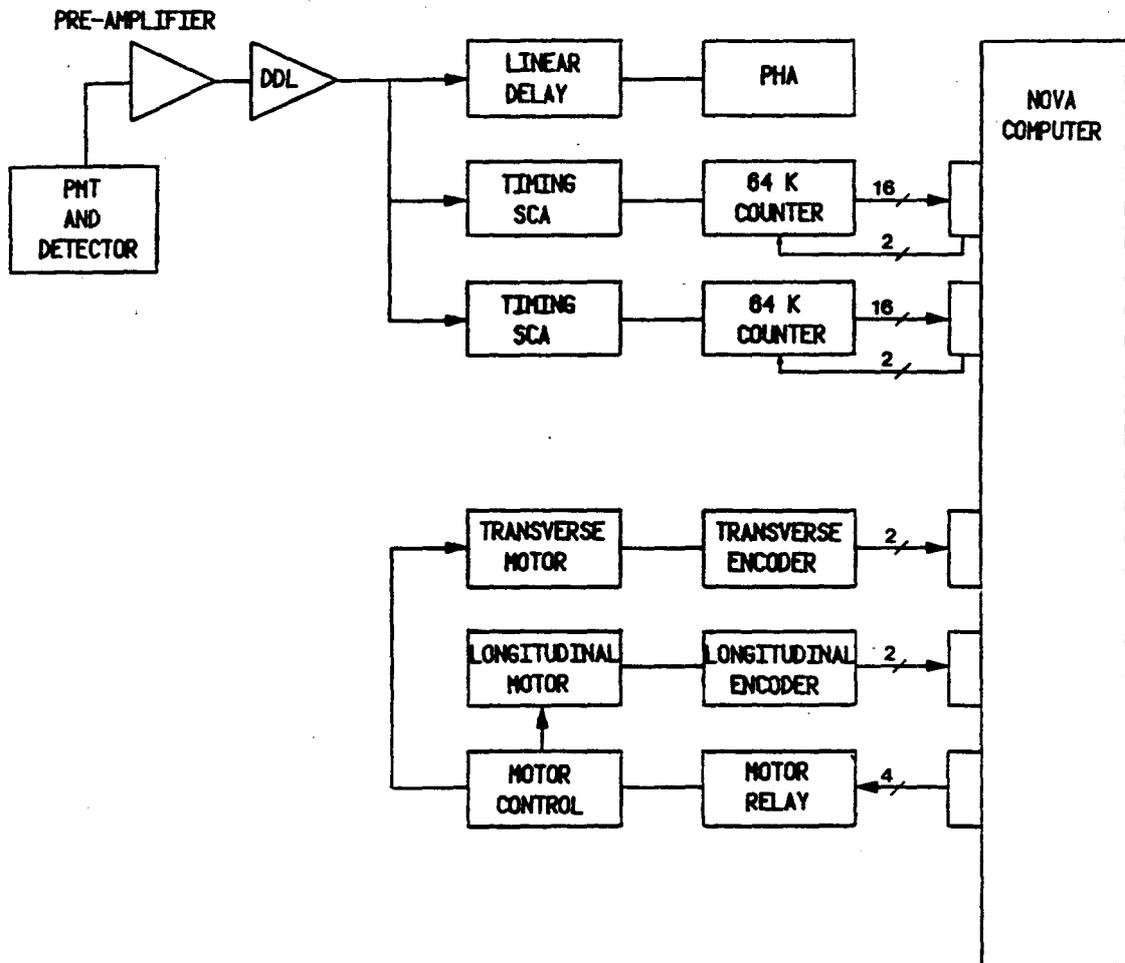 PRE-AMPLIFIER
DDL
LINEAR
DELAY
PHA
NOVA
COMPUTER
PMT
AND
DETECTOR
TIMING
SCA
64 K
COUNTER
16
2
TIMING
SCA
64 K
COUNTER
16
2
TRANSVERSE
MOTOR
TRANSVERSE
ENCODER
2
LONGITUDINAL
MOTOR
LONGITUDINAL
ENCODER
2
MOTOR
CONTROL
MOTOR
RELAY
4